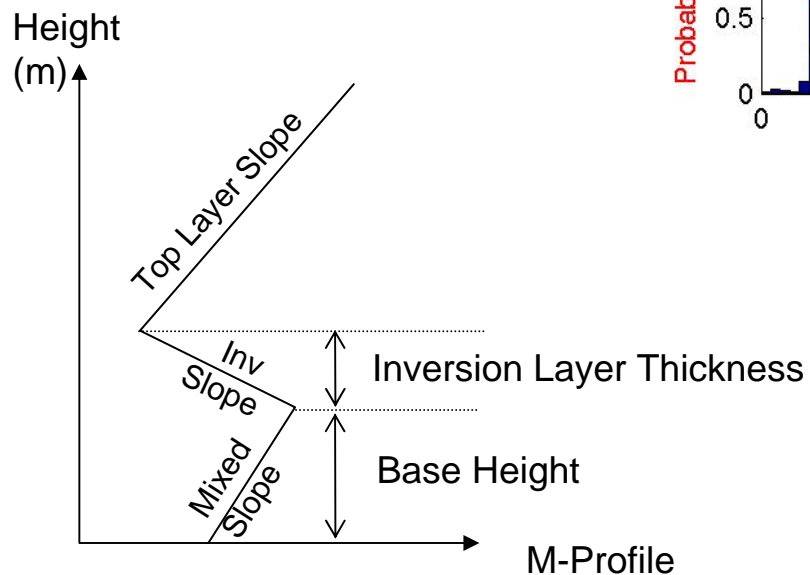 Height
(m)
0.5
0
0
Top Layer Slope
Inv
Slope
Inversion Layer Thickness
Mixed
Slope
Base Height
M-Profile